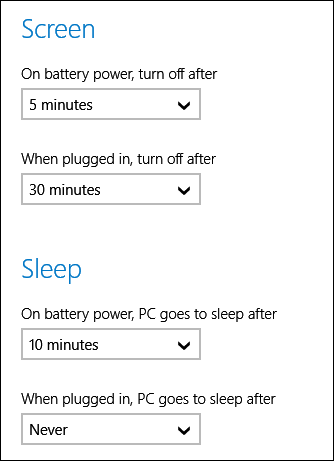 Screen
On battery power, turn off after
5 minutes
When plugged in, turn off after
30 minutes
Sleep
On battery power, PC goes to sleep after
10 minutes
When plugged in, PC goes to sleep after
Never